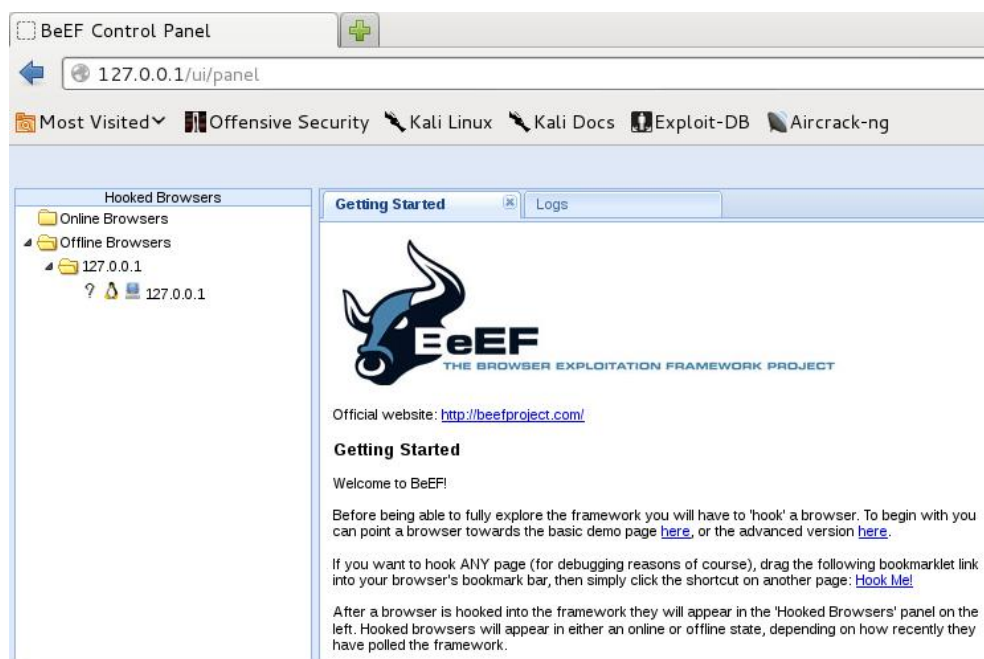 BeEF Control Panel
127.0.0.1/ui/panel
Most Visited Offensive Security Kali Linux Kali Docs Exploit-DB Aircrack-ng
Hooked Browsers
Online Browsers
Offline Browsers
127.0.0.1
? 127.0.0.1
Getting Started Logs
BeEF
THE BROWSER EXPLOITATION FRAMEWORK PROJECT
Official website: http://beefproject.com/
Getting Started
Welcome to BeEF!
Before being able to fully explore the framework you will have to 'hook' a browser. To begin with you
can point a browser towards the basic demo page here, or the advanced version here.
If you want to hook ANY page (for debugging reasons of course), drag the following bookmarklet link
into your browser's bookmark bar, then simply click the shortcut on another page: Hook Me!
After a browser is hooked into the framework they will appear in the 'Hooked Browsers' panel on the
left. Hooked browsers will appear in either an online or offline state, depending on how recently they
have polled the framework.